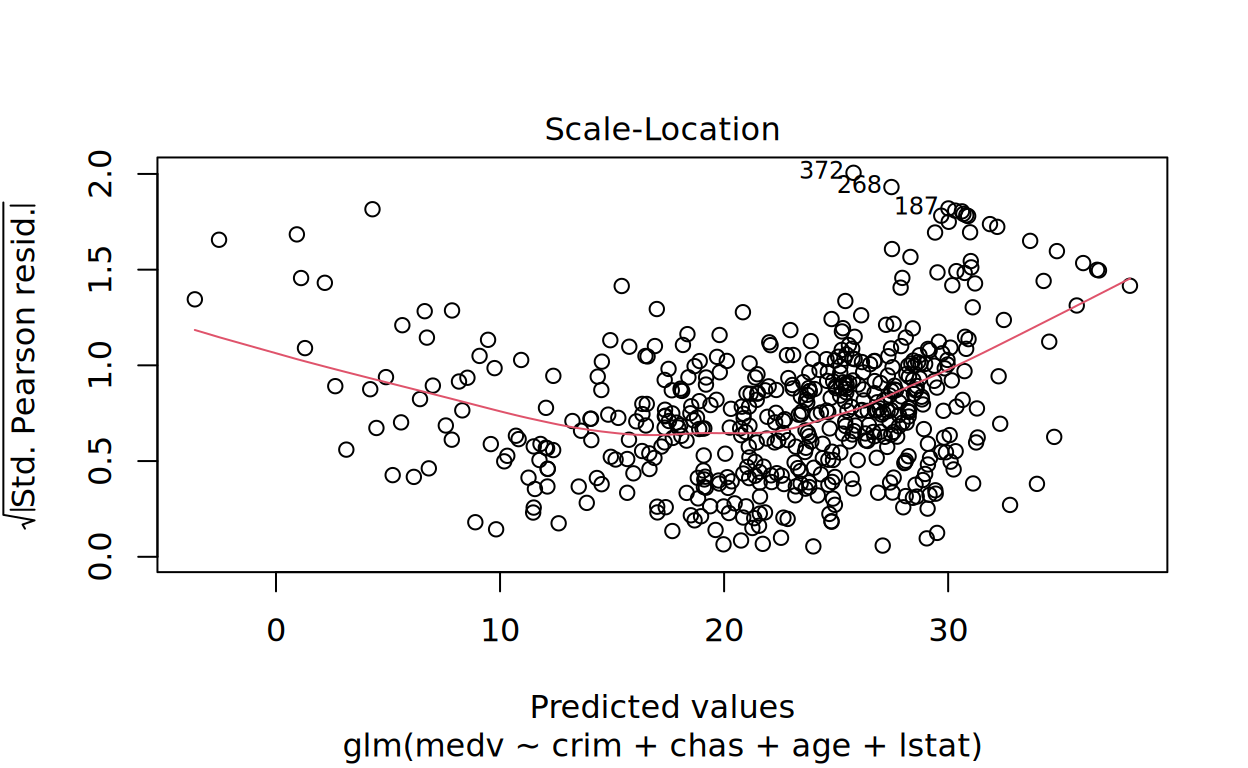 Scale-Location
√|Std. Pearson resid.|
2.0
1.5
1.0
0.5
0.0
372
268
187
0 10 20 30
Predicted values
glm(medv ~ crim + chas + age + lstat)